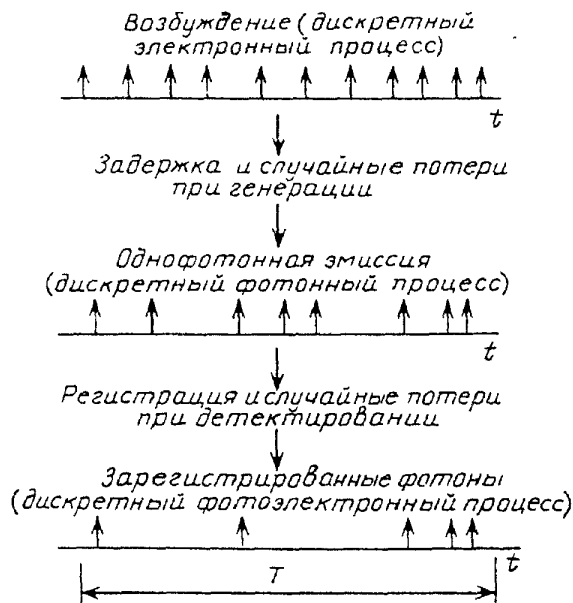 Возбуждение (дискретный
электронный процесс)
t
Задержка и случайные потери
при генерации
Однофотонная эмиссия
(дискретный фотонный процесс)
t
Регистрация и случайные потери
при детектировании
Зарегистрированные фотоны
(дискретный фотоэлектронный процесс)
t
T